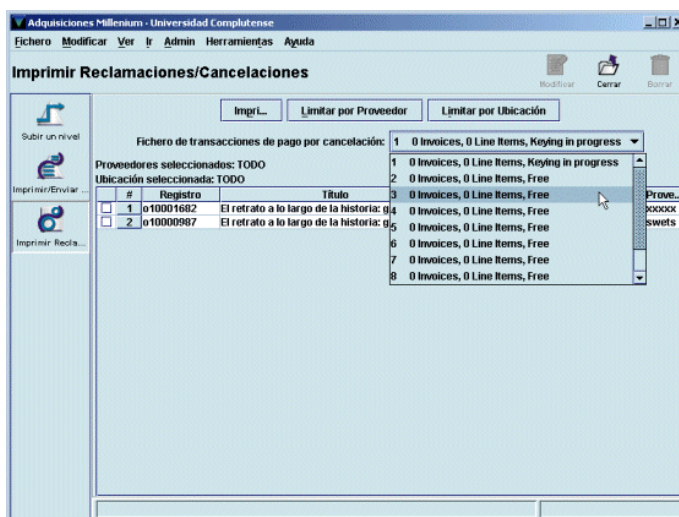 Adquisiciones Millenium - Universidad Complutense
Fichero Modificar Ver Ir Admin Herramientas Ayuda
Imprimir Reclamaciones/Cancelaciones
Modificar Cerrar Borrar
Impri... Limitar por Proveedor Limitar por Ubicación
Subir un nivel
Fichero de transacciones de pago por cancelación: 1 0 Invoices, 0 Line Items, Keying in progress
Proveedores seleccionados: TODO
1 0 Invoices, 0 Line Items, Keying in progress
Ubicación seleccionada: TODO
2 0 Invoices, 0 Line Items, Free
Imprimir/Enviar ...
# Registro Título Prove...
3 0 Invoices, 0 Line Items, Free
1 o10001682 El retrato a lo largo de la historia: g xxxxx
4 0 Invoices, 0 Line Items, Free
2 o10000987 El retrato a lo largo de la historia: g swets
5 0 Invoices, 0 Line Items, Free
6 0 Invoices, 0 Line Items, Free
Imprimir Recla...
7 0 Invoices, 0 Line Items, Free
8 0 Invoices, 0 Line Items, Free